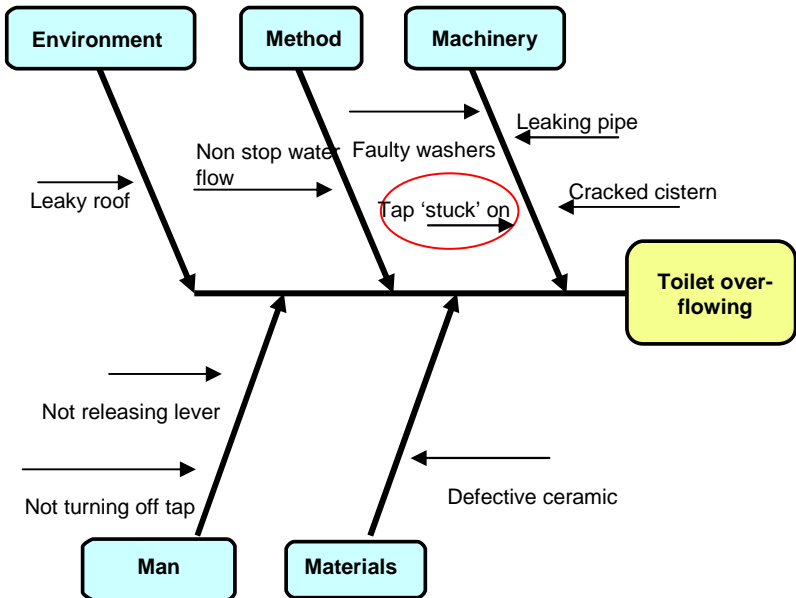 Environment
Method
Machinery
Leaking pipe
Non stop water
flow
Faulty washers
Leaky roof
Tap ‘stuck’ on
Cracked cistern
Toilet over-
flowing
Not releasing lever
Not turning off tap
Defective ceramic
Man
Materials